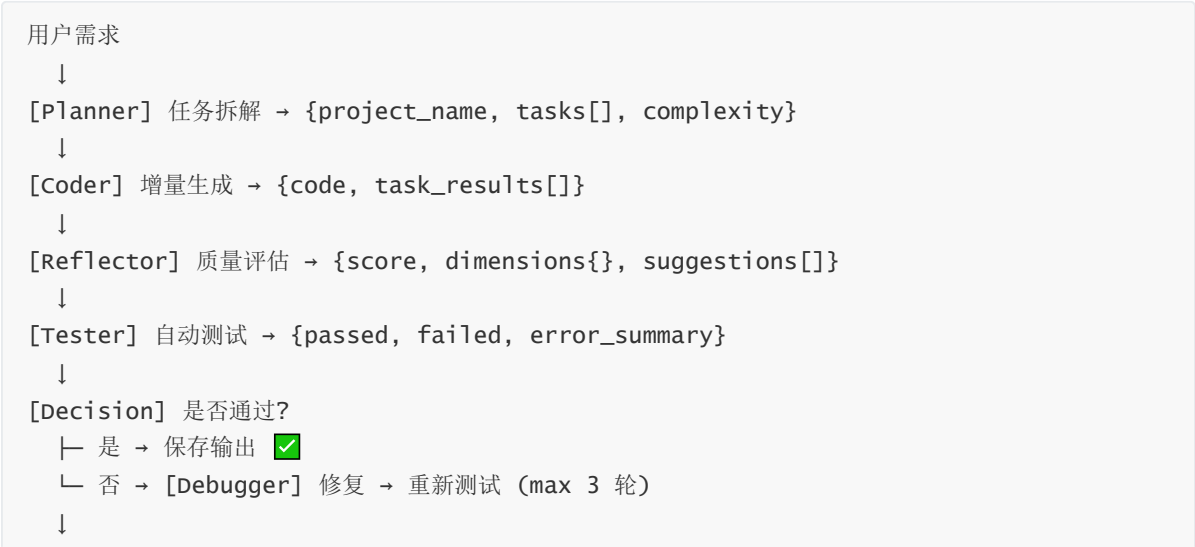 用户需求
↓
[Planner] 任务拆解 → {project_name, tasks[], complexity}
↓
[Coder] 增量生成 → {code, task_results[]}
↓
[Reflector] 质量评估 → {score, dimensions{}, suggestions[]}
↓
[Tester] 自动测试 → {passed, failed, error_summary}
↓
[Decision] 是否通过?
├─ 是 → 保存输出 ✅
└─ 否 → [Debugger] 修复 → 重新测试 (max 3 轮)
↓